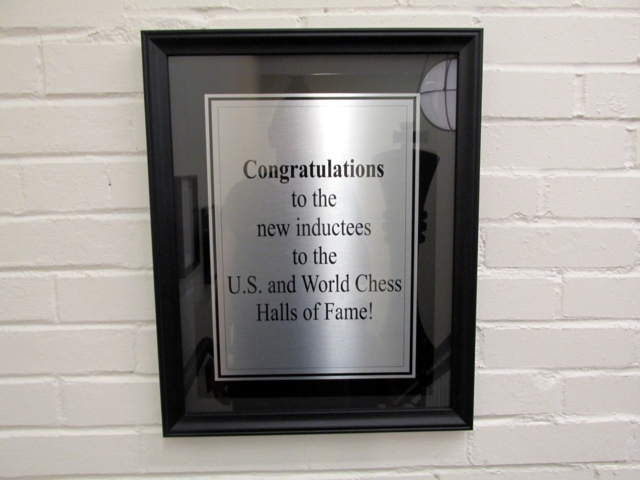 Congratulations
to the
new inductees
to the
U.S. and World Chess
Halls of Fame!